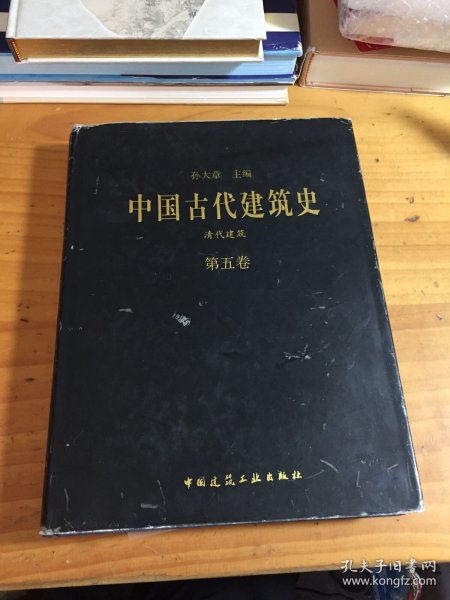 孙大章 主编
中国古代建筑史
清代建筑
第五卷
中国建筑工业出版社
孔夫子旧书网
www.kongfz.com